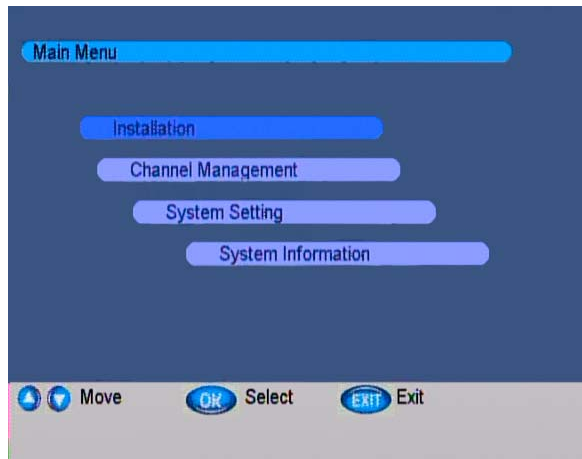 Main Menu
Installation
Channel Management
System Setting
System Information
Move OK Select EXIT Exit